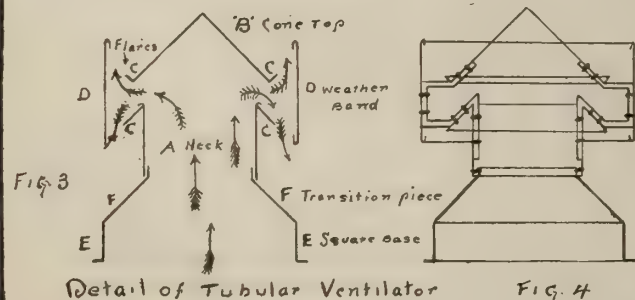 "B" Cone Top
Flares
C
C
D
D Weather Band
C
C
A Neck
Fig. 3
F
F Transition piece
E
E Square Base
Detail of Tubular Ventilator
Fig. 4